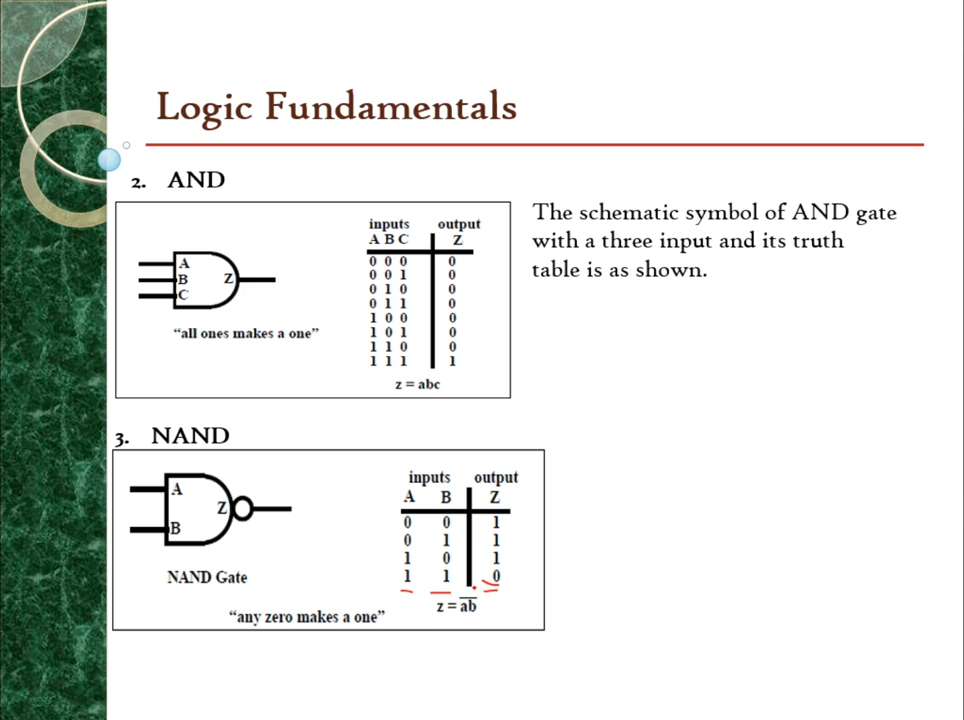 Logic Fundamentals
2. AND
The schematic symbol of AND gate
with a three input and its truth
table is as shown.
A
B
C
Z
"all ones makes a one"
inputs output
A B C Z
0 0 0 0
0 0 1 0
0 1 0 0
0 1 1 0
1 0 0 0
1 0 1 0
1 1 0 0
1 1 1 1
z = abc
3. NAND
A
B
Z
NAND Gate
inputs output
A B Z
0 0 1
0 1 1
1 0 1
1 1 0
z = a̅b̅
"any zero makes a one"